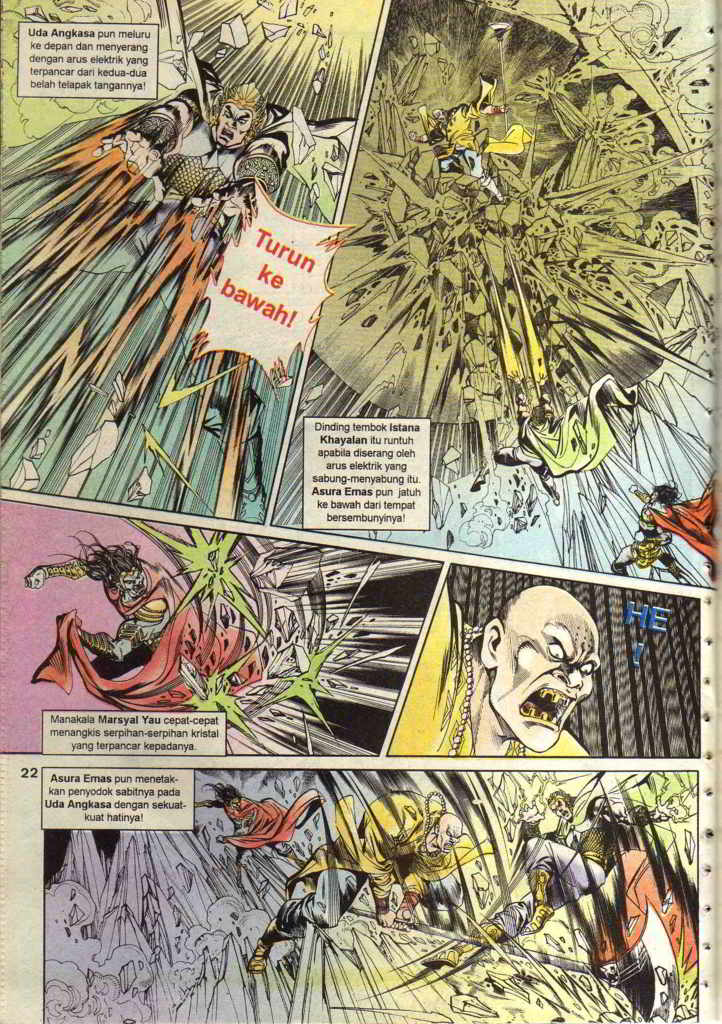 Uda Angkasa pun meluru
ke depan dan menyerang
dengan arus elektrik yang
terpancar dari kedua-dua
belah telapak tangannya!
Turun
ke
bawah!
Dinding tembok Istana
Khayalan itu runtuh
apabila diserang oleh
arus elektrik yang
sabung-menyabung itu.
Asura Emas pun jatuh
ke bawah dari tempat
bersembunyinya!
Manakala Marsyal Yau cepat-cepat
menangkis serpihan-serpihan kristal
yang terpancar kepadanya.
HE
!
22
Asura Emas pun menetak-
kan penyodok sabitnya pada
Uda Angkasa dengan sekuat-
kuat hatinya!